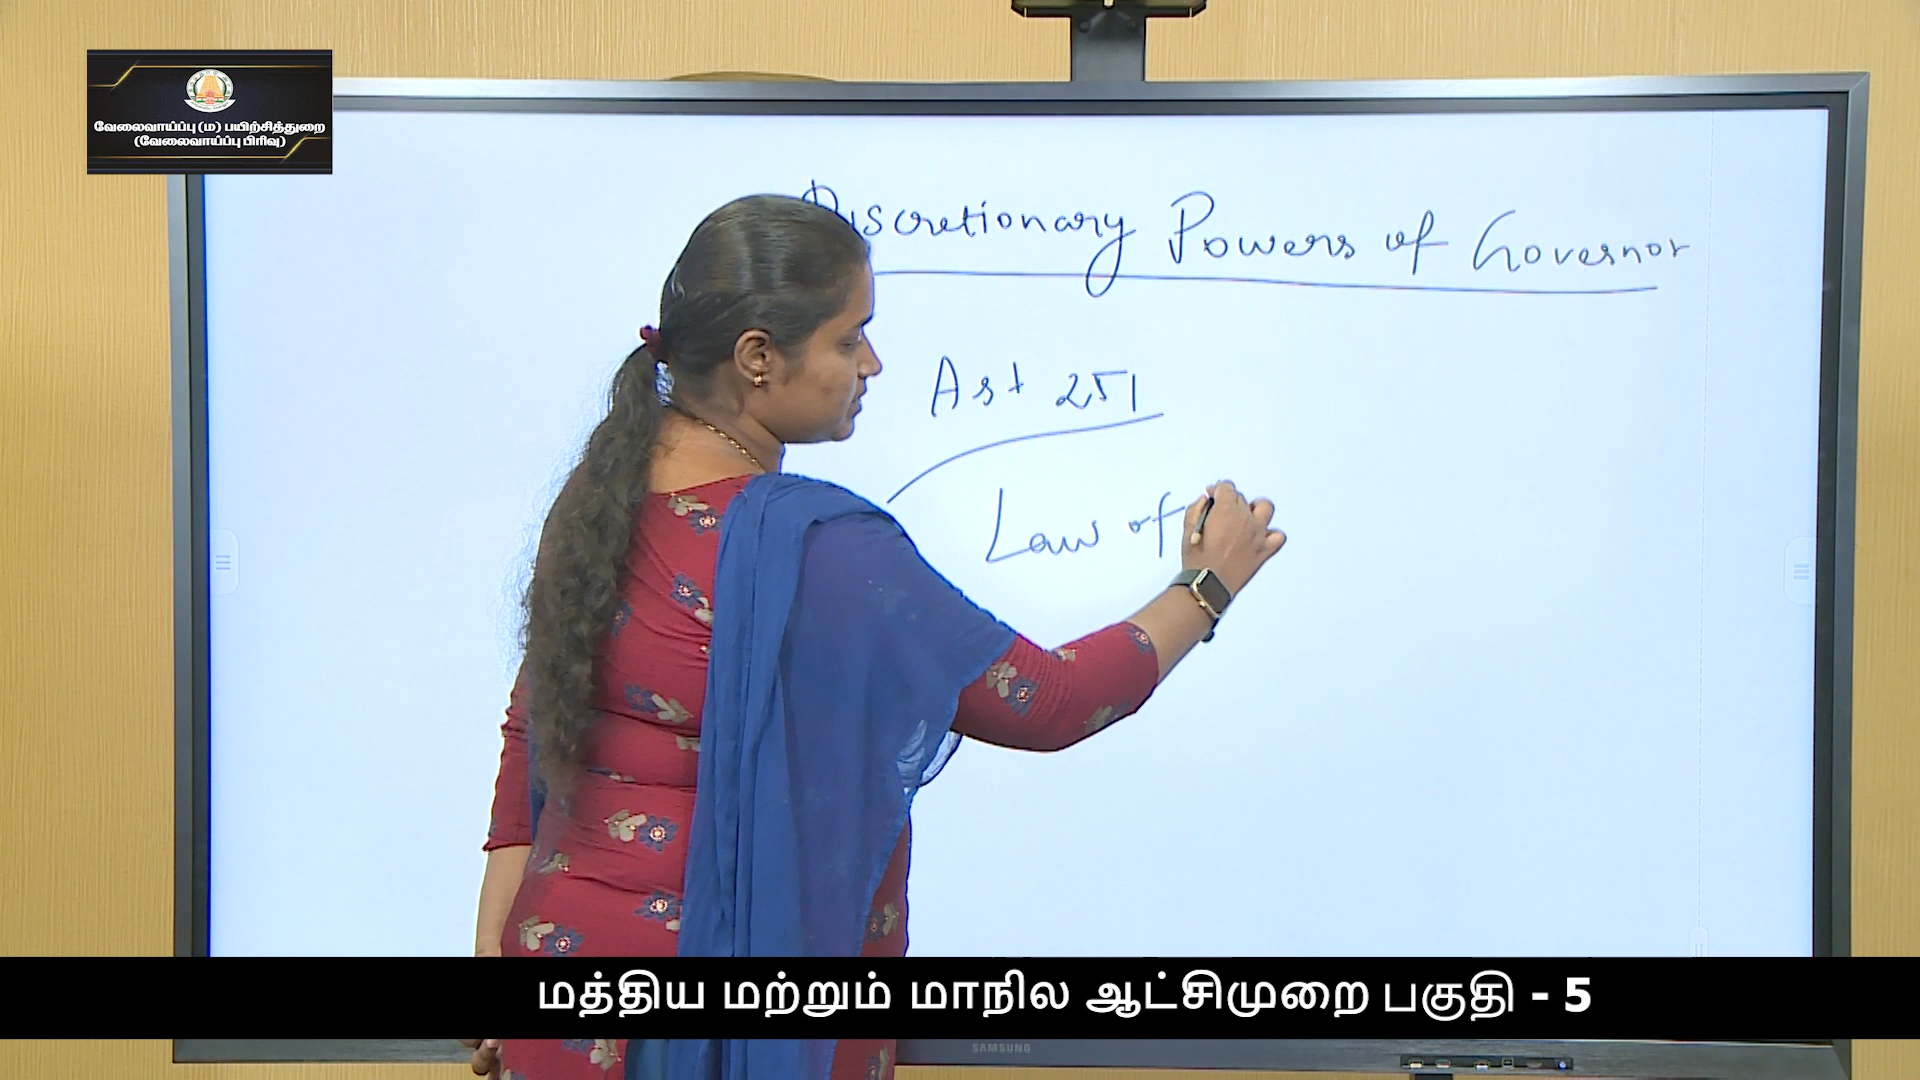 வேலைவாய்ப்பு (ம) பயிற்சித்துறை
(வேலைவாய்ப்பு பிரிவு)
Discretionary Powers of Governor
Art 251
Law of
மத்திய மற்றும் மாநில ஆட்சிமுறை பகுதி - 5
SAMSUNG